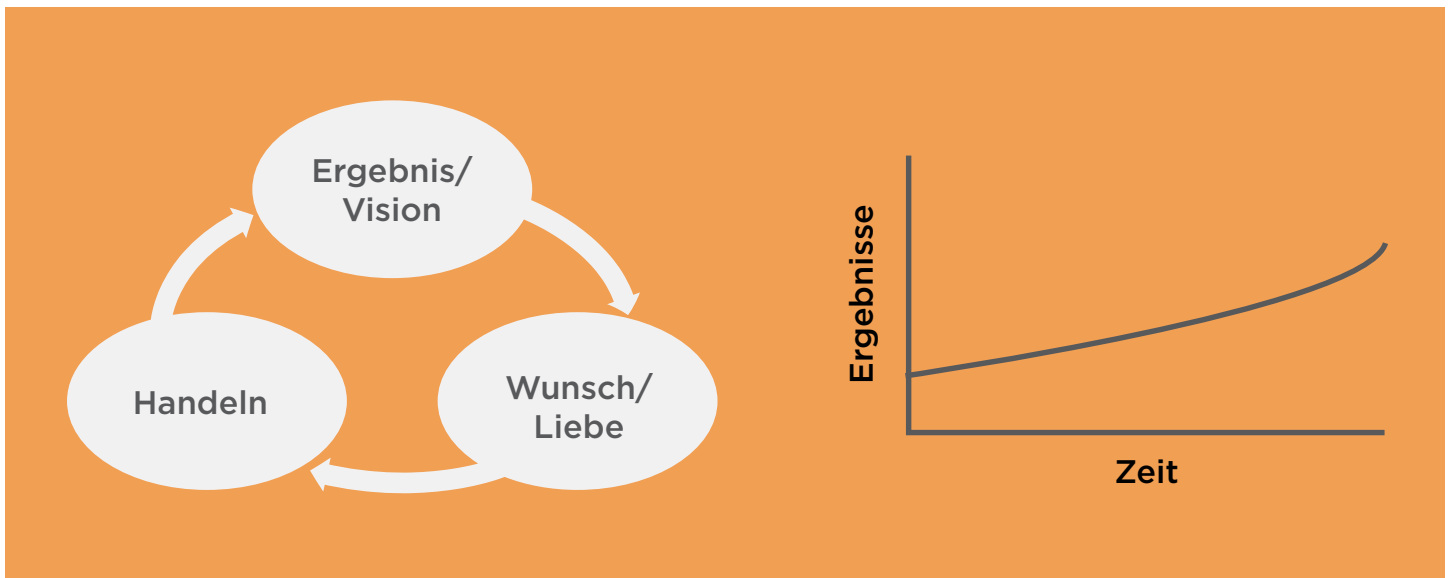 Ergebnis/
Vision
Handeln
Wunsch/
Liebe
Ergebnisse
Zeit